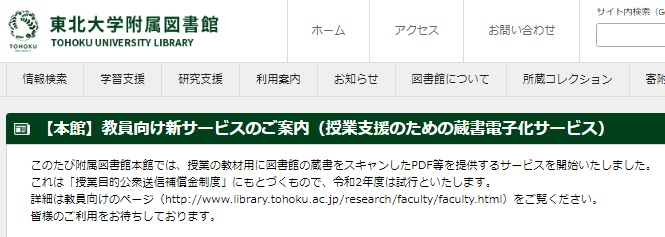 東北大学附属図書館
TOHOKU UNIVERSITY LIBRARY
TOHOKU
UNIVERSITY
ホーム
アクセス
お問い合わせ
サイト内検索 (G
情報検索
学習支援
研究支援
利用案内
お知らせ
図書館について
所蔵コレクション
寄附
【本館】教員向け新サービスのご案内（授業支援のための蔵書電子化サービス）
このたび附属図書館本館では、授業の教材用に図書館の蔵書をスキャンしたPDF等を提供するサービスを開始いたしました。
これは「授業目的公衆送信補償金制度」にもとづくもので、令和2年度は試行といたします。
詳細は教員向けのページ（http://www.library.tohoku.ac.jp/research/faculty/faculty.html）をご覧ください。
皆様のご利用をお待ちしております。